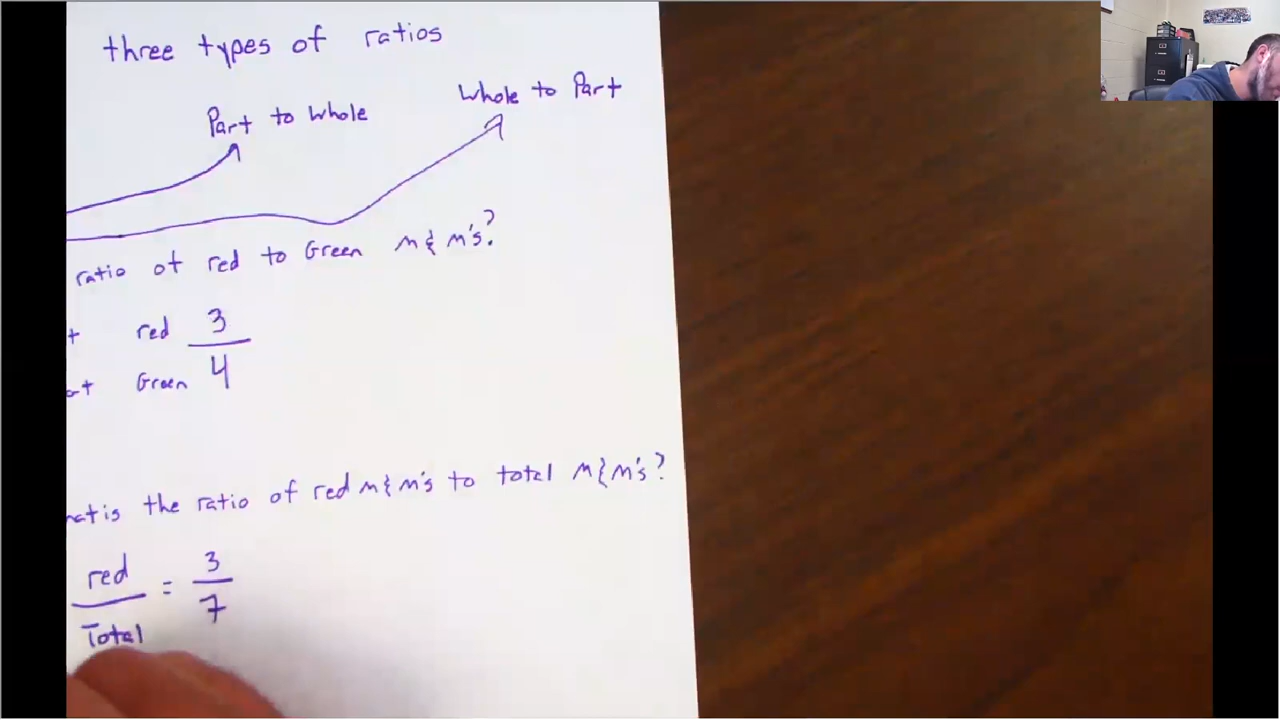 three types of ratios
Part to Whole
Whole to Part
ratio of red to Green M&M's?
red 3
Green 4
the ratio of red M&M's to total M&M's?
red = 3
Total 7